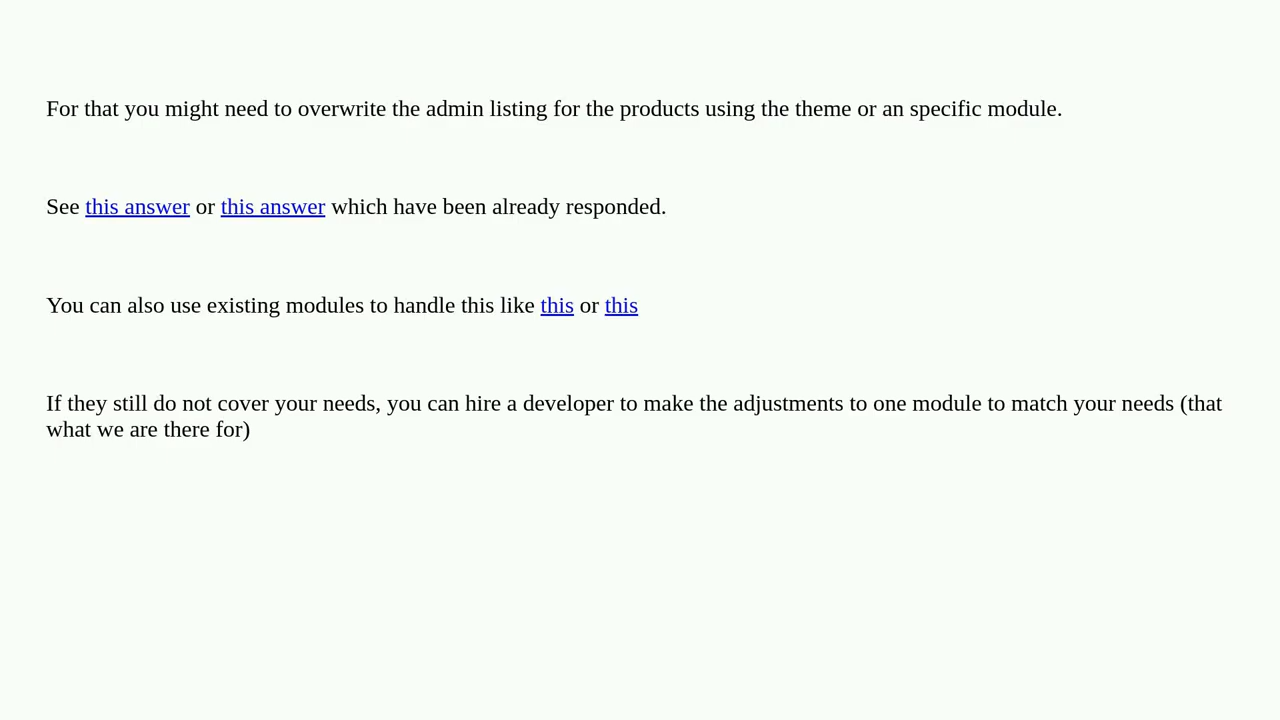 For that you might need to overwrite the admin listing for the products using the theme or an specific module.
See this answer or this answer which have been already responded.
You can also use existing modules to handle this like this or this
If they still do not cover your needs, you can hire a developer to make the adjustments to one module to match your needs (that
what we are there for)